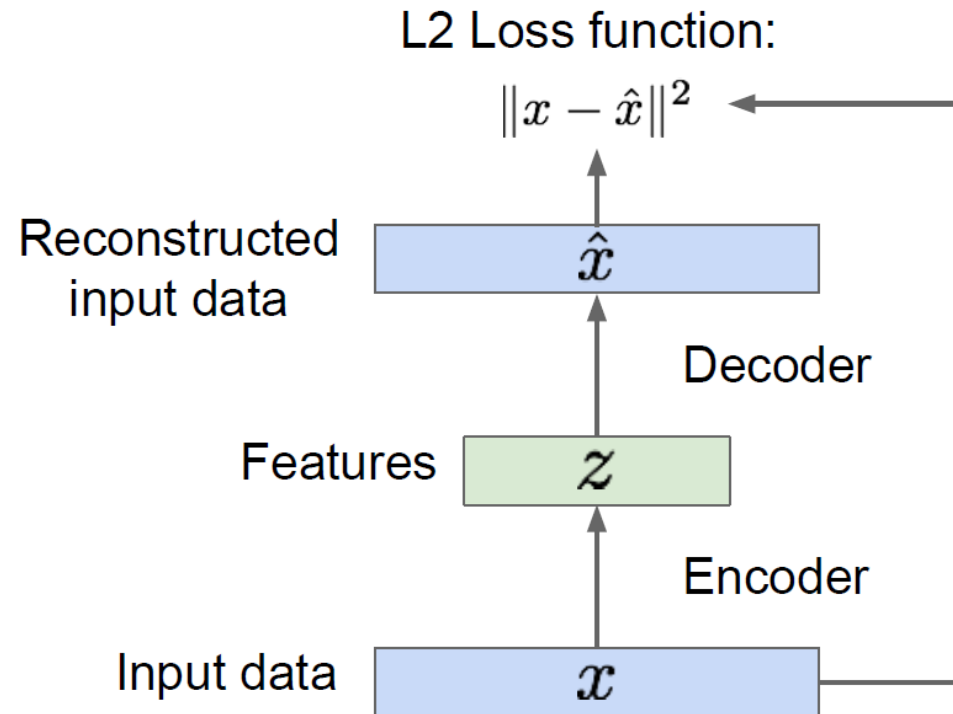 L2 Loss function:
‖x − x̂‖²
Reconstructed
input data
x̂
Decoder
Features
z
Encoder
Input data
x